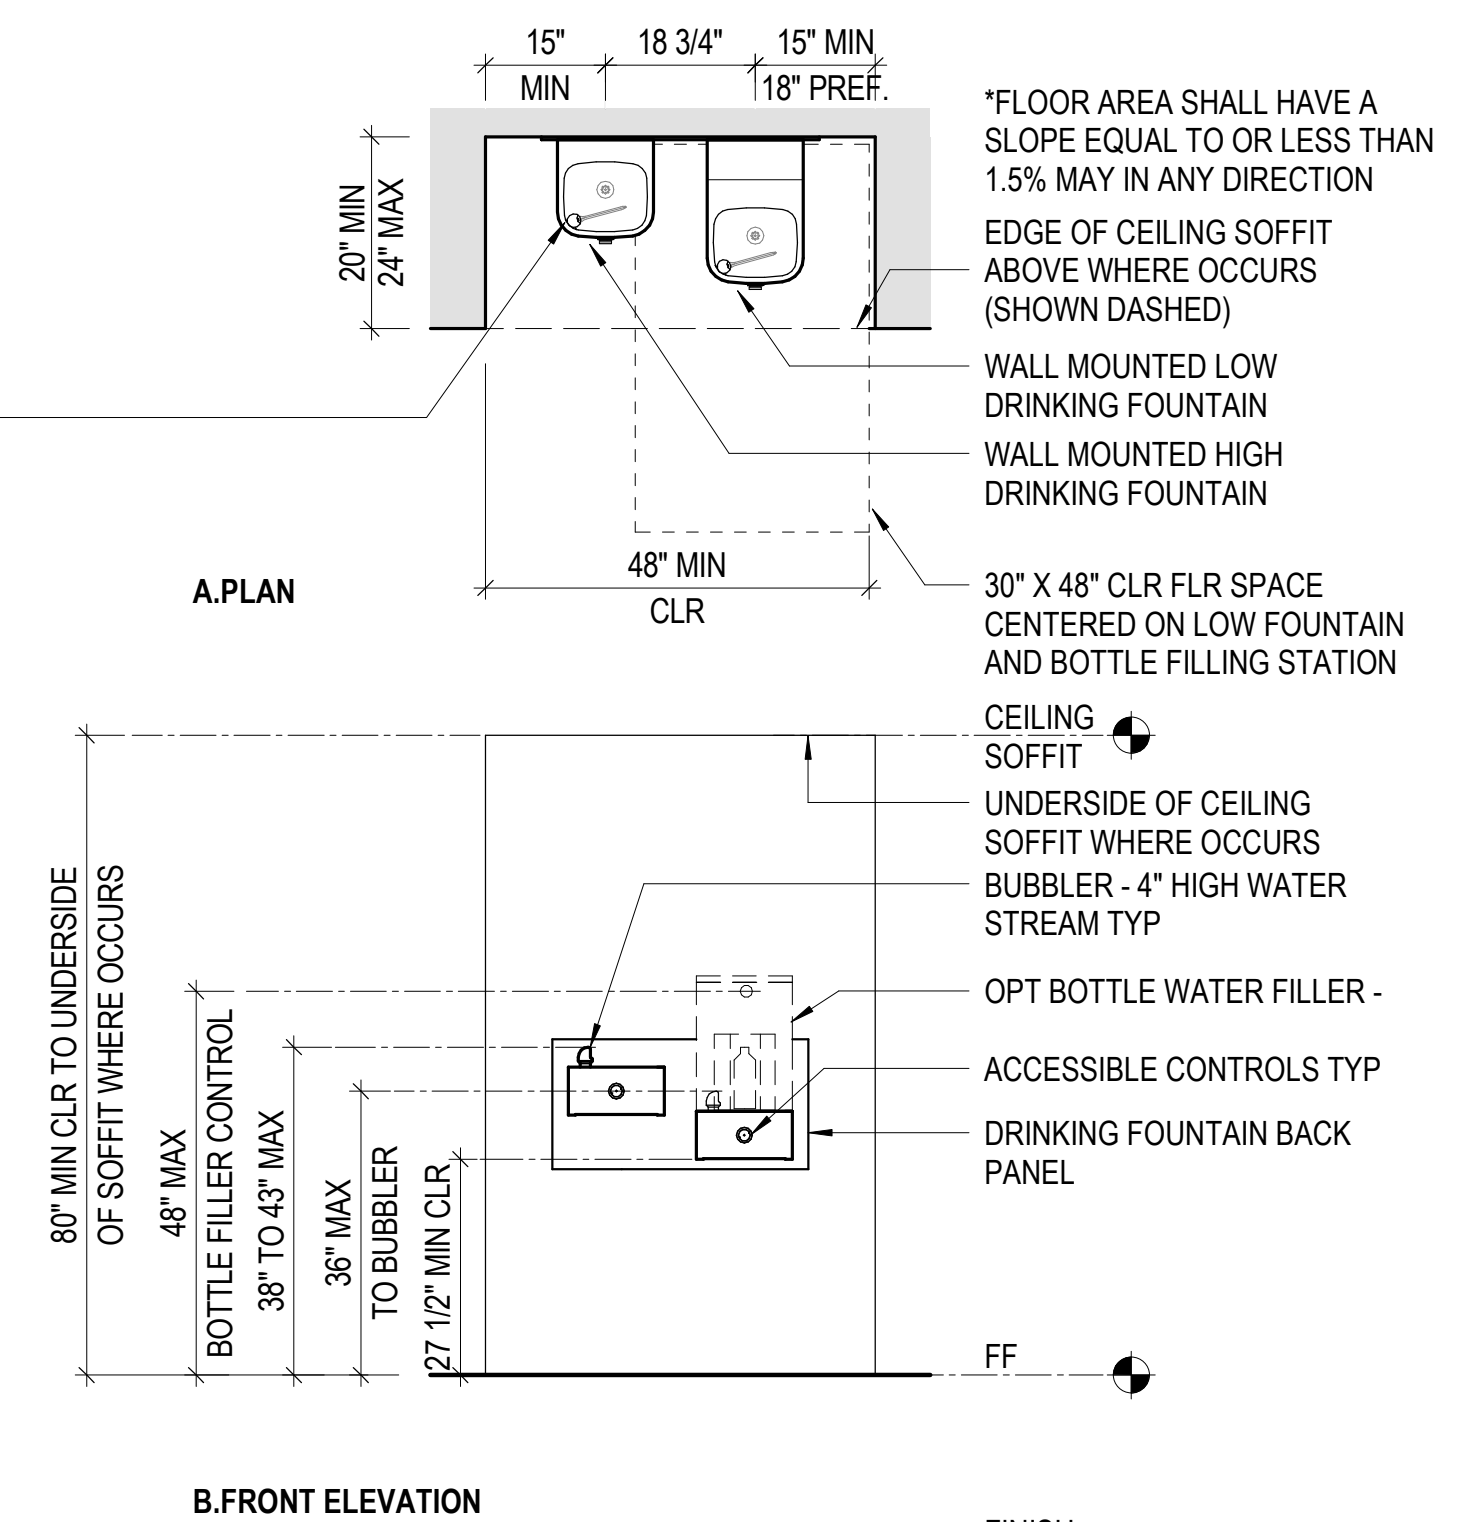 15"
MIN
18 3/4"
15" MIN
18" PREF.
20" MIN
24" MAX
*FLOOR AREA SHALL HAVE A
SLOPE EQUAL TO OR LESS THAN
1.5% MAY IN ANY DIRECTION
EDGE OF CEILING SOFFIT
ABOVE WHERE OCCURS
(SHOWN DASHED)
WALL MOUNTED LOW
DRINKING FOUNTAIN
WALL MOUNTED HIGH
DRINKING FOUNTAIN
48" MIN
CLR
A.PLAN
30" X 48" CLR FLR SPACE
CENTERED ON LOW FOUNTAIN
AND BOTTLE FILLING STATION
CEILING
SOFFIT
UNDERSIDE OF CEILING
SOFFIT WHERE OCCURS
BUBBLER - 4" HIGH WATER
STREAM TYP
OPT BOTTLE WATER FILLER -
ACCESSIBLE CONTROLS TYP
DRINKING FOUNTAIN BACK
PANEL
80" MIN CLR TO UNDERSIDE
OF SOFFIT WHERE OCCURS
48" MAX
BOTTLE FILLER CONTROL
38" TO 43" MAX
36" MAX
TO BUBBLER
27 1/2" MIN CLR
FF
B.FRONT ELEVATION